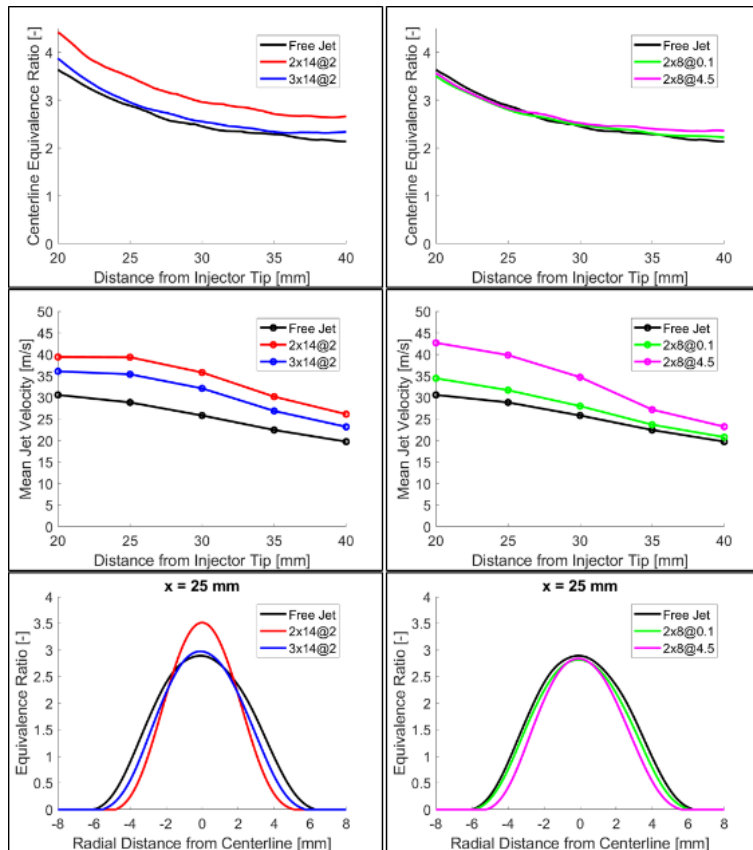 Centerline Equivalence Ratio [-]
4
3
2
1
0
20 25 30 35 40
Distance from Injector Tip [mm]
Free Jet
2x14@2
3x14@2
Centerline Equivalence Ratio [-]
4
3
2
1
0
20 25 30 35 40
Distance from Injector Tip [mm]
Free Jet
2x8@0.1
2x8@4.5
Mean Jet Velocity [m/s]
50
45
40
35
30
25
20
15
10
5
0
20 25 30 35 40
Distance from Injector Tip [mm]
Free Jet
2x14@2
3x14@2
Mean Jet Velocity [m/s]
50
45
40
35
30
25
20
15
10
5
0
20 25 30 35 40
Distance from Injector Tip [mm]
Free Jet
2x8@0.1
2x8@4.5
x = 25 mm
Equivalence Ratio [-]
4
3.5
3
2.5
2
1.5
1
0.5
0
-8 -6 -4 -2 0 2 4 6 8
Radial Distance from Centerline [mm]
Free Jet
2x14@2
3x14@2
x = 25 mm
Equivalence Ratio [-]
4
3.5
3
2.5
2
1.5
1
0.5
0
-8 -6 -4 -2 0 2 4 6 8
Radial Distance from Centerline [mm]
Free Jet
2x8@0.1
2x8@4.5